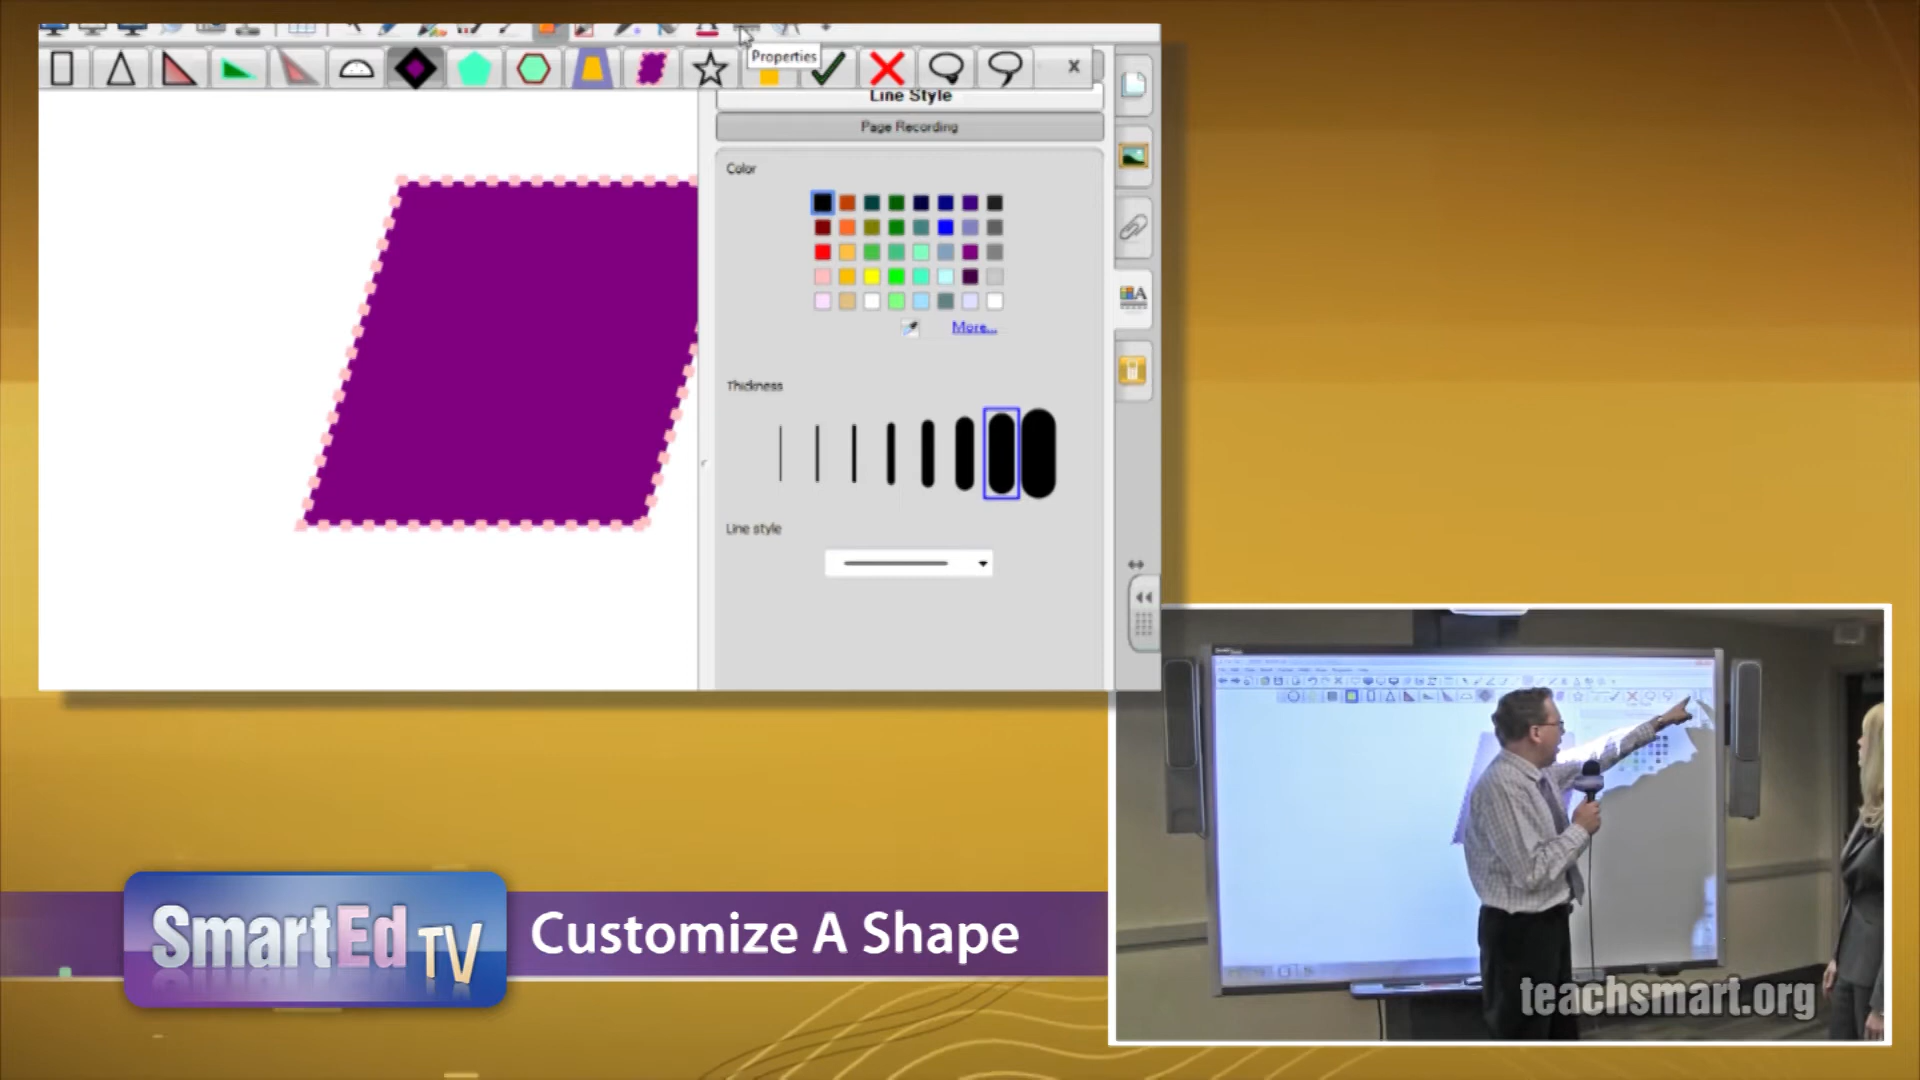 Properties
x
Line Style
Page Recording
Color
More...
Thickness
Line style
SmartEd TV
Customize A Shape
teachsmart.org